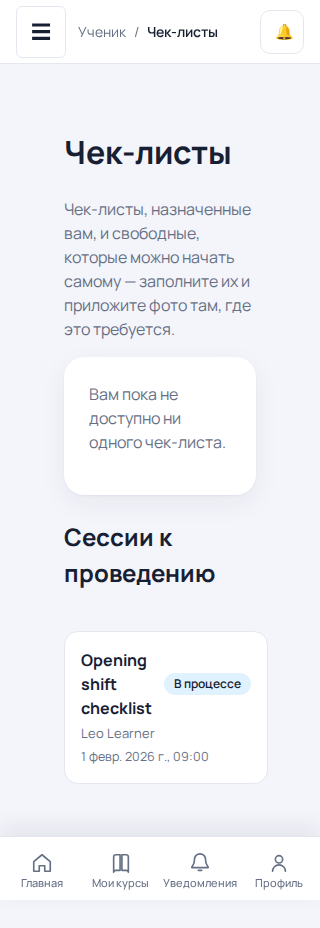 Ученик / Чек-листы
Чек-листы
Чек-листы, назначенные
вам, и свободные,
которые можно начать
самому — заполните их и
приложите фото там, где
это требуется.
Вам пока не
доступно ни
одного чек-листа.
Сессии к
проведению
Opening
shift
checklist
В процессе
Leo Learner
1 февр. 2026 г., 09:00
Главная
Мои курсы
Уведомления
Профиль